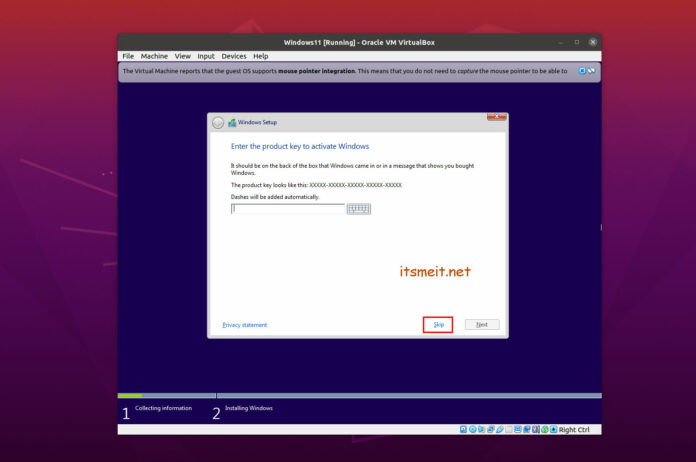 Windows11 [Running] - Oracle VM VirtualBox
File Machine View Input Devices Help
The Virtual Machine reports that the guest OS supports mouse pointer integration. This means that you do not need to capture the mouse pointer to be able to
Windows Setup
Enter the product key to activate Windows
It should be on the back of the box that Windows came in or in a message that shows you bought
Windows.
The product key looks like this: XXXXX-XXXXX-XXXXX-XXXXX-XXXXX
Dashes will be added automatically.
itsmeit.net
Privacy statement Skip Next
1 Collecting information 2 Installing Windows
Right Ctrl